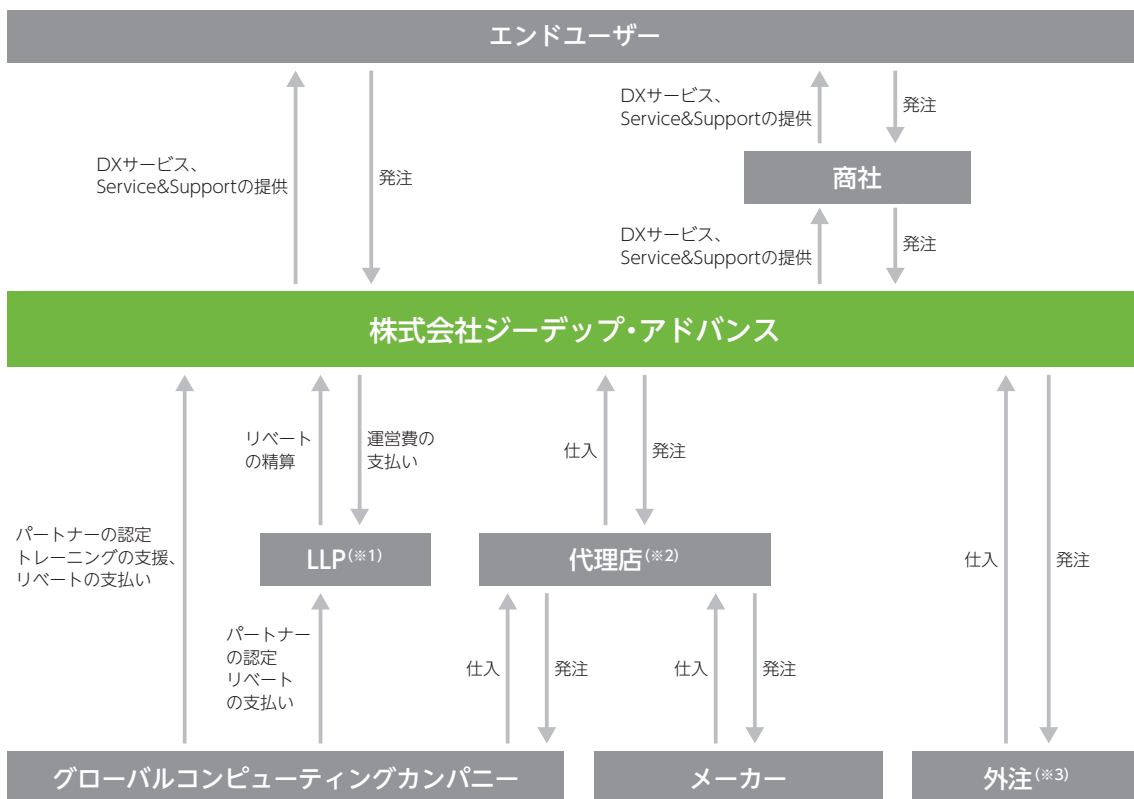 エンドユーザー
DXサービス、
Service&Supportの提供
発注
DXサービス、
Service&Supportの提供
発注
商社
DXサービス、
Service&Supportの提供
発注
株式会社ジーデップ・アドバンス
パートナーの認定
トレーニングの支援、
リベートの支払い
リベート
の精算
運営費の
支払い
仕入
発注
仕入
発注
LLP(※1)
代理店(※2)
パートナー
の認定
リベート
の支払い
仕入
発注
仕入
発注
グローバルコンピューティングカンパニー
メーカー
外注(※3)